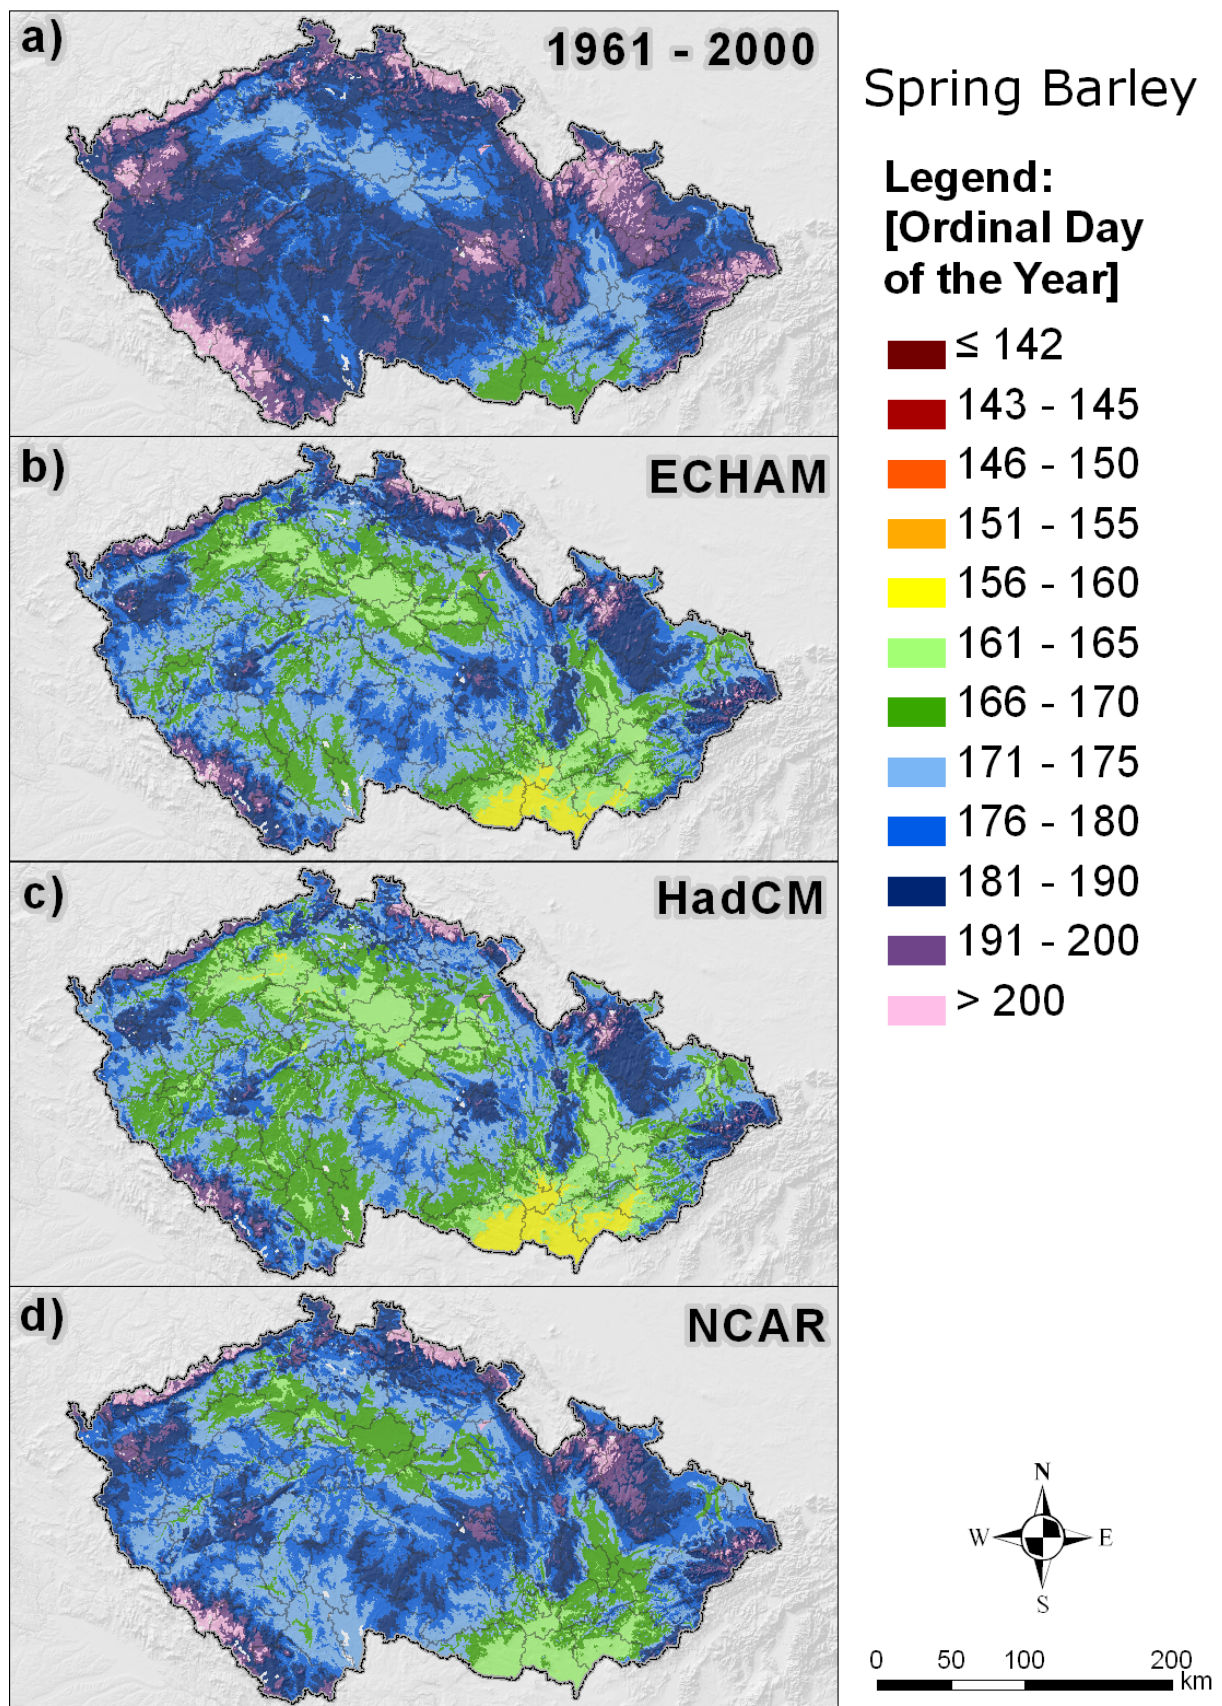 a)
1961 - 2000
Spring Barley
Legend:
[Ordinal Day
of the Year]
≤ 142
143 - 145
146 - 150
151 - 155
156 - 160
161 - 165
166 - 170
171 - 175
176 - 180
181 - 190
191 - 200
> 200
b)
ECHAM
c)
HadCM
d)
NCAR
N
W
E
S
0 50 100 200
km